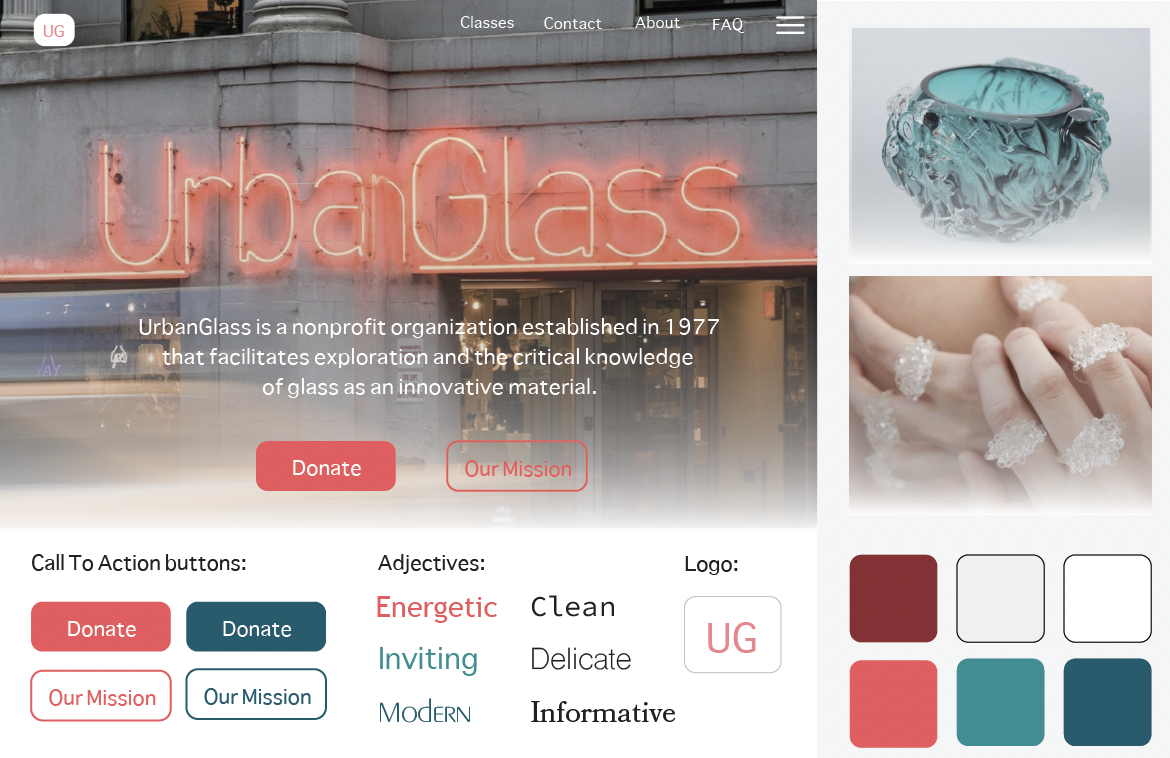 UG
Classes
Contact
About
FAQ
UrbanGlass
UrbanGlass is a nonprofit organization established in 1977
that facilitates exploration and the critical knowledge
of glass as an innovative material.
Donate
Our Mission
Call To Action buttons:
Donate
Donate
Our Mission
Our Mission
Adjectives:
Energetic
Clean
Inviting
Delicate
Modern
Informative
Logo:
UG